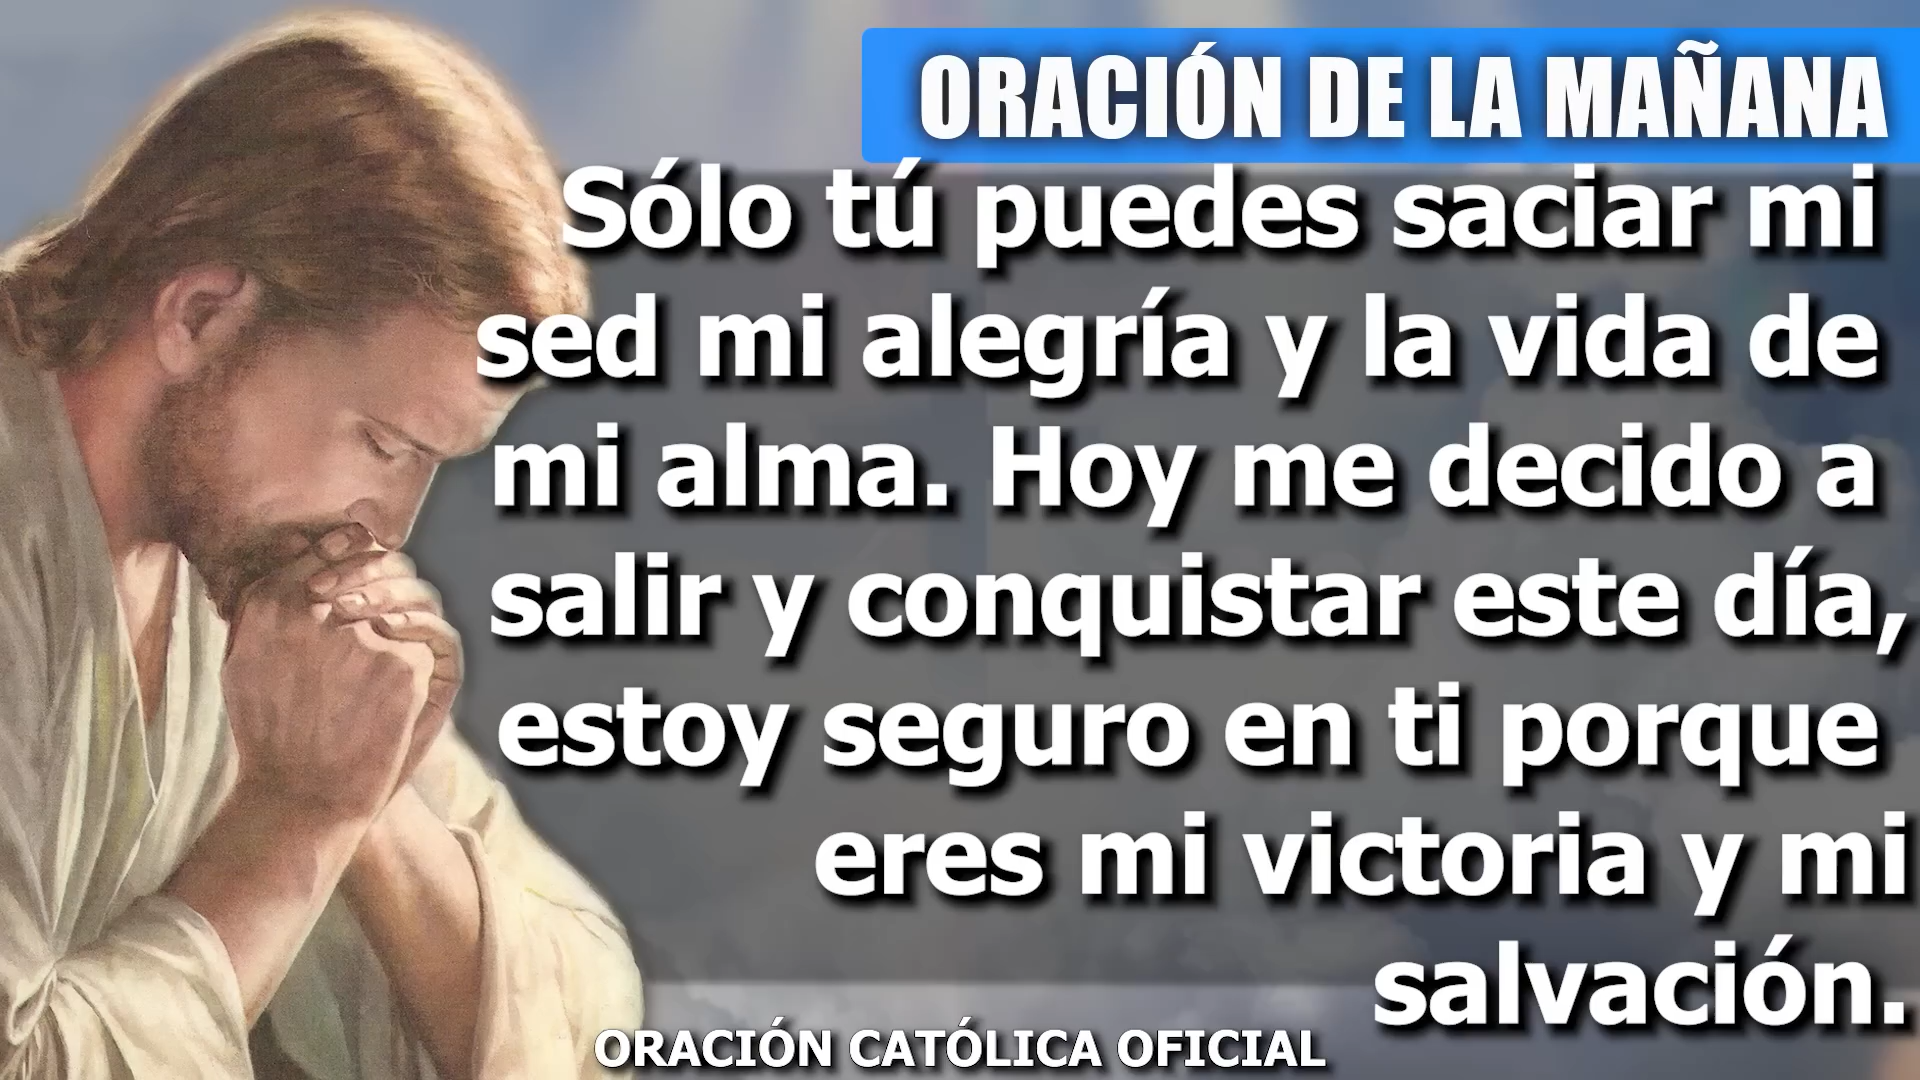 ORACIÓN DE LA MAÑANA
Sólo tú puedes saciar mi
sed mi alegría y la vida de
mi alma. Hoy me decido a
salir y conquistar este día,
estoy seguro en ti porque
eres mi victoria y mi
salvación.
ORACIÓN CATÓLICA OFICIAL